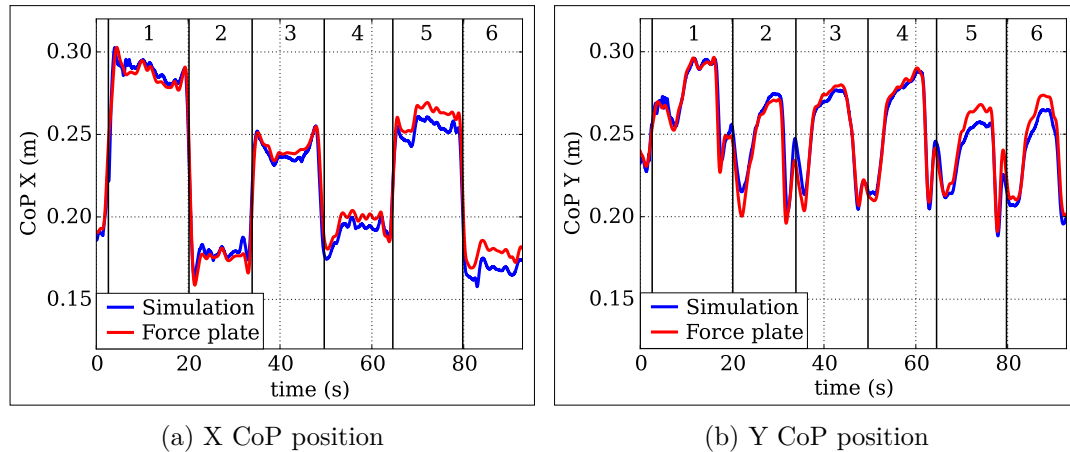 1 2 3 4 5 6
0.30
0.25
0.20
0.15
CoP X (m)
Simulation
Force plate
0 20 40 60 80
time (s)
(a) X CoP position
1 2 3 4 5 6
0.30
0.25
0.20
0.15
CoP Y (m)
Simulation
Force plate
0 20 40 60 80
time (s)
(b) Y CoP position